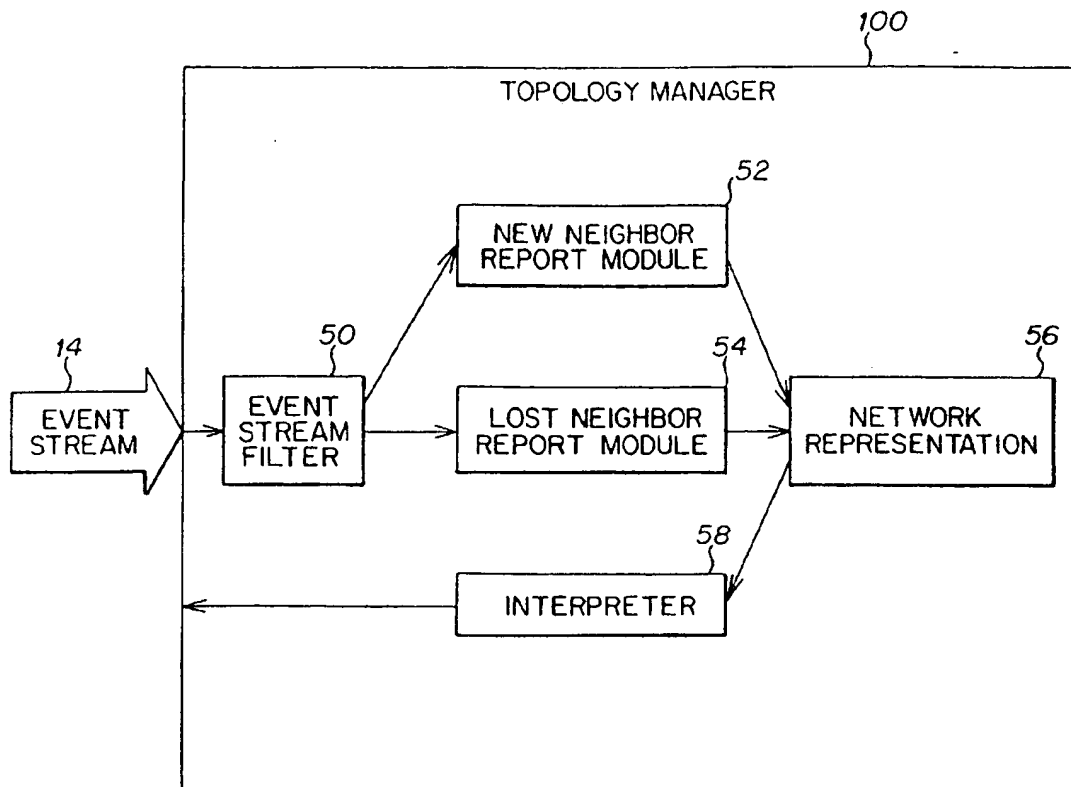 100
TOPOLOGY MANAGER
52
NEW NEIGHBOR
REPORT MODULE
50
54
56
14
EVENT
STREAM
EVENT
STREAM
FILTER
LOST NEIGHBOR
REPORT MODULE
NETWORK
REPRESENTATION
58
INTERPRETER